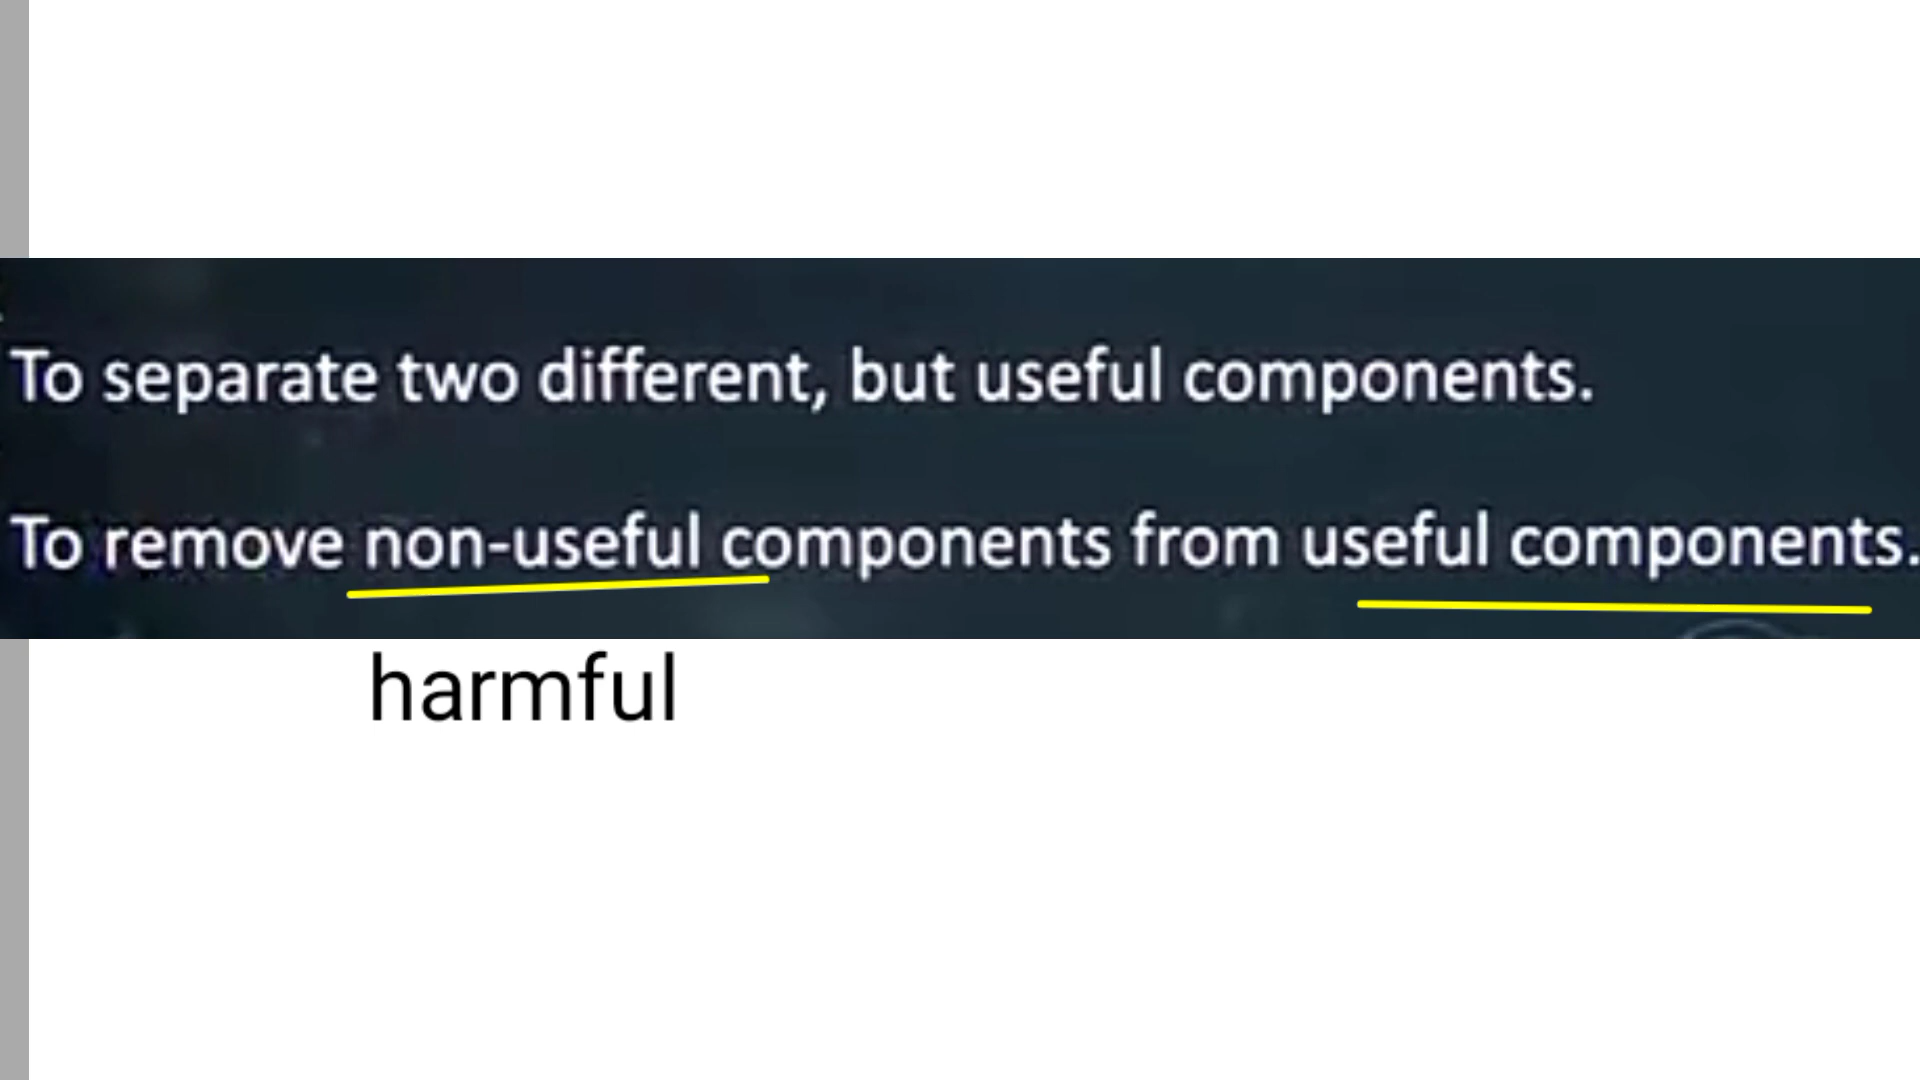 To separate two different, but useful components.
To remove non-useful components from useful components.
harmful